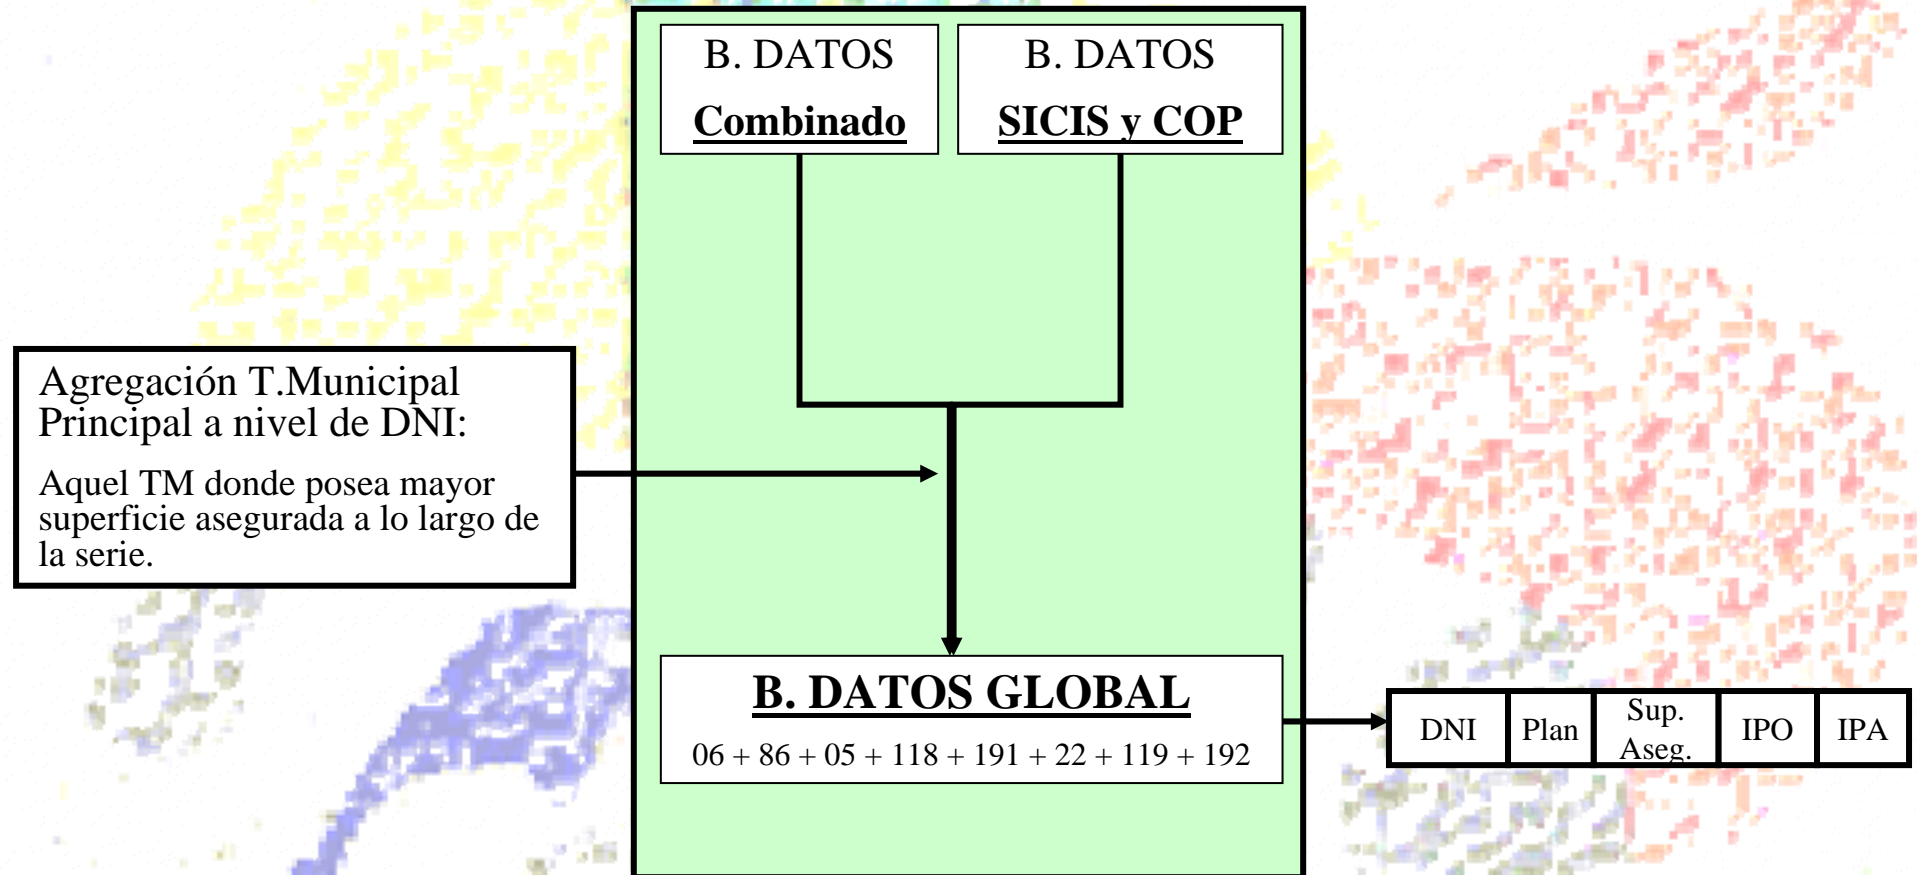 B. DATOS
Combinado
B. DATOS
SICIS y COP
Agregación T.Municipal
Principal a nivel de DNI:
Aquel TM donde posea mayor
superficie asegurada a lo largo de
la serie.
B. DATOS GLOBAL
06 + 86 + 05 + 118 + 191 + 22 + 119 + 192
DNI
Plan
Sup.
Aseg.
IPO
IPA